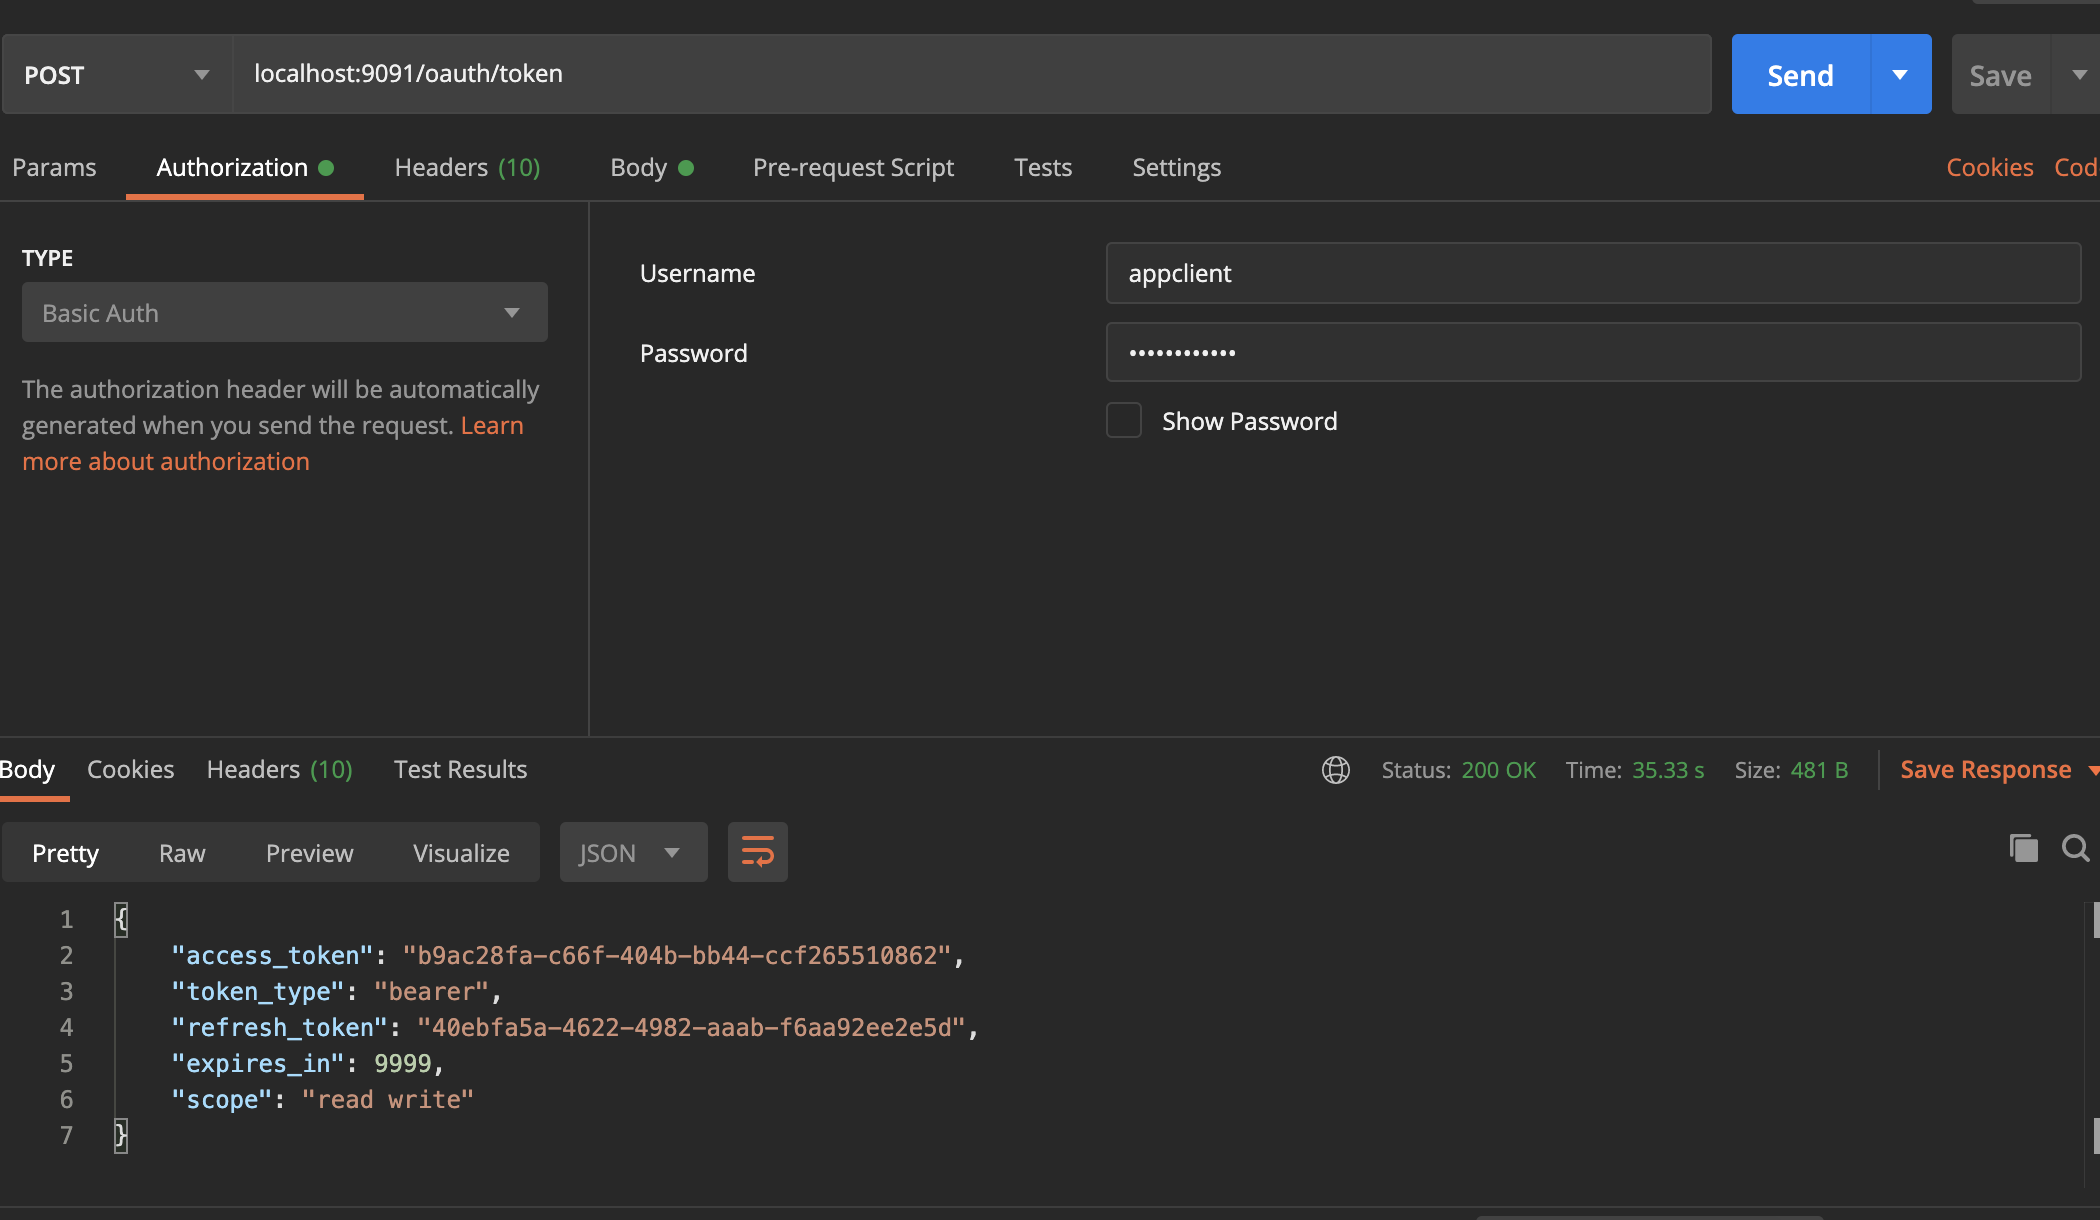 POST localhost:9091/oauth/token Send Save
Params Authorization Headers (10) Body Pre-request Script Tests Settings Cookies Cod
TYPE
Basic Auth
The authorization header will be automatically
generated when you send the request. Learn
more about authorization
Username appclient
Password ••••••••••••
Show Password
Body Cookies Headers (10) Test Results Status: 200 OK Time: 35.33 s Size: 481 B Save Response
Pretty Raw Preview Visualize JSON
1 {
2 "access_token": "b9ac28fa-c66f-404b-bb44-ccf265510862",
3 "token_type": "bearer",
4 "refresh_token": "40ebfa5a-4622-4982-aaab-f6aa92ee2e5d",
5 "expires_in": 9999,
6 "scope": "read write"
7 }